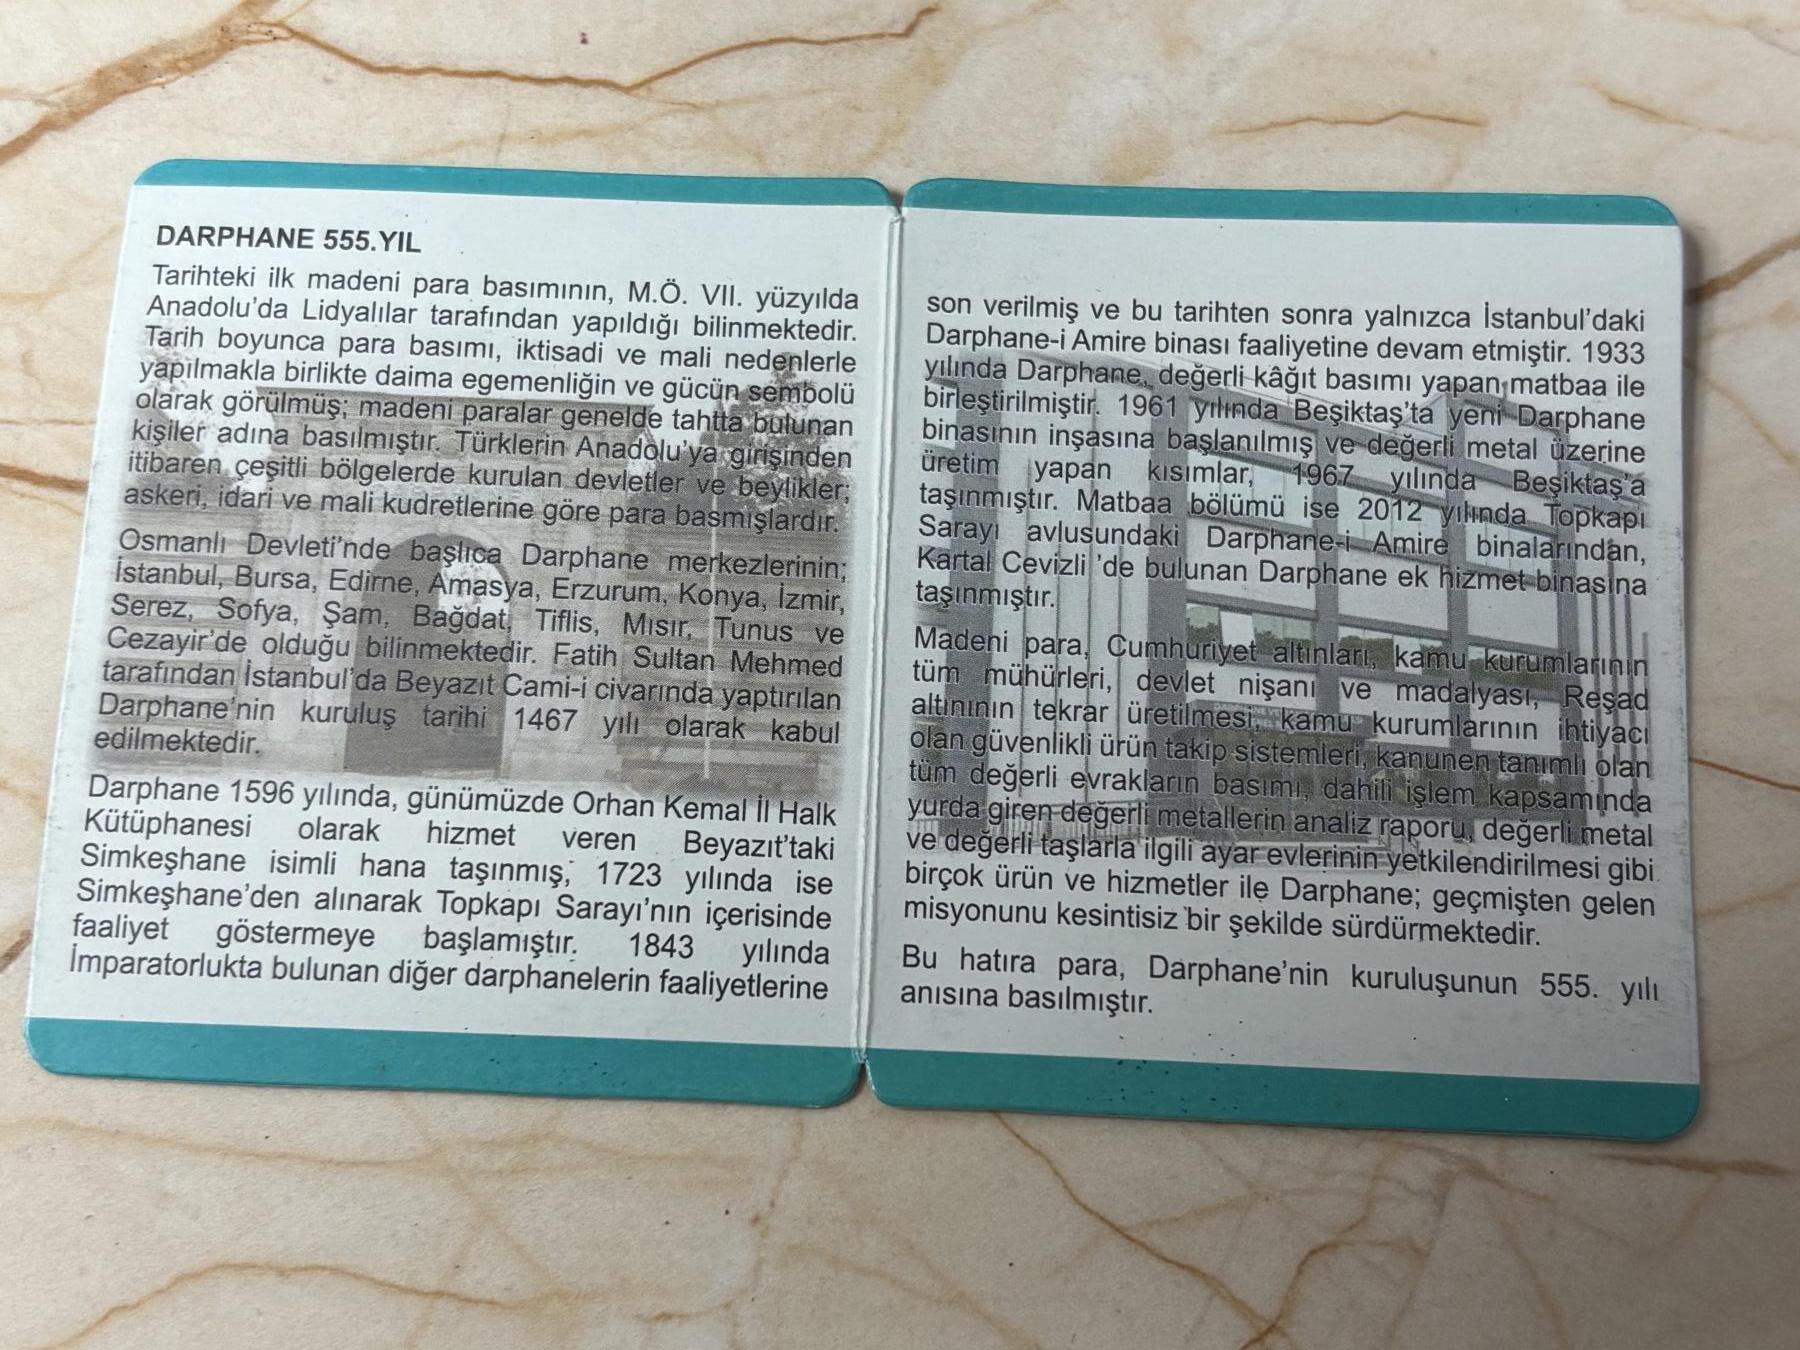 DARPHANE 555.YIL
Tarihteki ilk madeni para basımının, M.Ö. VII. yüzyılda
Anadolu'da Lidyalılar tarafından yapıldığı bilinmektedir.
Tarih boyunca para basımı, iktisadi ve mali nedenlerle
yapılmakla birlikte daima egemenliğin ve gücün sembolü
olarak görülmüş; madeni paralar genelde tahtta bulunan
kişiler adına basılmıştır. Türklerin Anadolu'ya girişinden
itibaren çeşitli bölgelerde kurulan devletler ve beylikler;
askeri, idari ve mali kudretlerine göre para basmışlardır.
Osmanlı Devleti'nde başlıca Darphane merkezlerinin;
İstanbul, Bursa, Edirne, Amasya, Erzurum, Konya, İzmir,
Serez, Sofya, Şam, Bağdat, Tiflis, Mısır, Tunus ve
Cezayir'de olduğu bilinmektedir. Fatih Sultan Mehmed
tarafından İstanbul'da Beyazıt Cami-i civarında yaptırılan
Darphane'nin kuruluş tarihi 1467 yılı olarak kabul
edilmektedir.
Darphane 1596 yılında, günümüzde Orhan Kemal İl Halk
Kütüphanesi olarak hizmet veren Beyazıt'taki
Simkeşhane isimli hana taşınmış; 1723 yılında ise
Simkeşhane'den alınarak Topkapı Sarayı'nın içerisinde
faaliyet göstermeye başlamıştır. 1843 yılında
İmparatorlukta bulunan diğer darphanelerin faaliyetlerine
son verilmiş ve bu tarihten sonra yalnızca İstanbul'daki
Darphane-i Amire binası faaliyetine devam etmiştir. 1933
yılında Darphane, değerli kâğıt basımı yapan matbaa ile
birleştirilmiştir. 1961 yılında Beşiktaş'ta yeni Darphane
binasının inşasına başlanılmış ve değerli metal üzerine
üretim yapan kısımlar, 1967 yılında Beşiktaş'a
taşınmıştır. Matbaa bölümü ise 2012 yılında Topkapı
Sarayı avlusundaki Darphane-i Amire binalarından,
Kartal Cevizli 'de bulunan Darphane ek hizmet binasına
taşınmıştır.
Madeni para, Cumhuriyet altınları, kamu kurumlarının
tüm mühürleri, devlet nişanı ve madalyası, Reşad
altınının tekrar üretilmesi, kamu kurumlarının ihtiyacı
olan güvenlikli ürün takip sistemleri, kanunen tanımlı olan
tüm değerli evrakların basımı, dahili işlem kapsamında
yurda giren değerli metallerin analiz raporu, değerli metal
ve değerli taşlarla ilgili ayar evlerinin yetkilendirilmesi gibi
birçok ürün ve hizmetler ile Darphane; geçmişten gelen
misyonunu kesintisiz bir şekilde sürdürmektedir.
Bu hatıra para, Darphane'nin kuruluşunun 555. yılı
anısına basılmıştır.